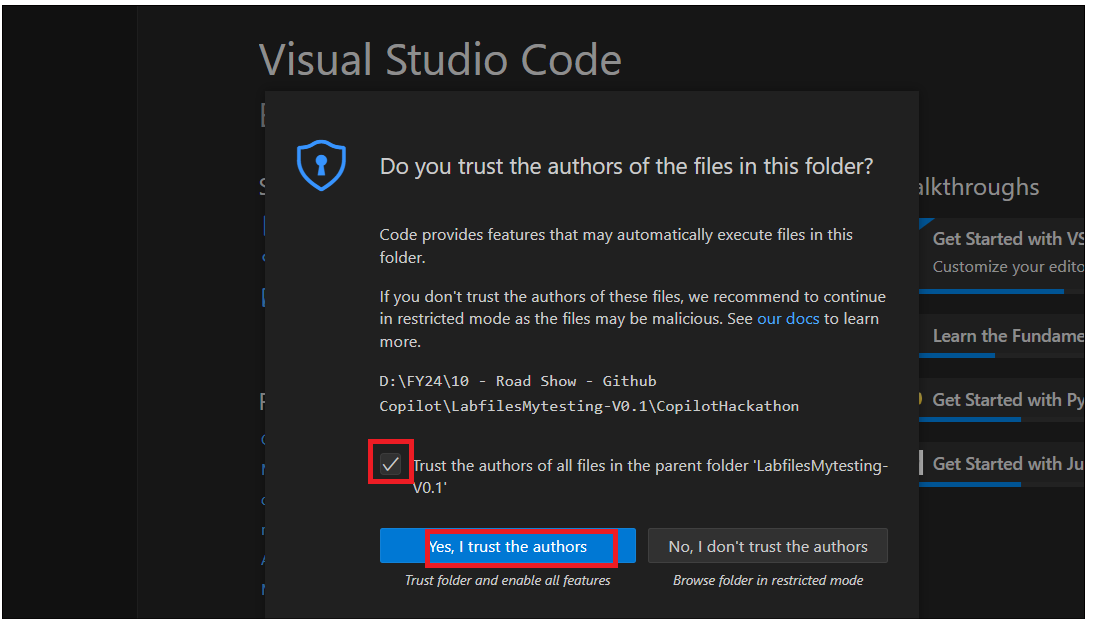 Visual Studio Code
Do you trust the authors of the files in this folder?
alkthroughs
Code provides features that may automatically execute files in this
folder.
Get Started with VS
Customize your edito
If you don't trust the authors of these files, we recommend to continue
in restricted mode as the files may be malicious. See our docs to learn
more.
Learn the Fundame
D:\FY24\10 - Road Show - Github
Copilot\LabfilesMytesting-V0.1\CopilotHackathon
Get Started with Py
Trust the authors of all files in the parent folder 'LabfilesMytesting-
V0.1'
Get Started with Ju
Yes, I trust the authors
No, I don't trust the authors
Trust folder and enable all features
Browse folder in restricted mode